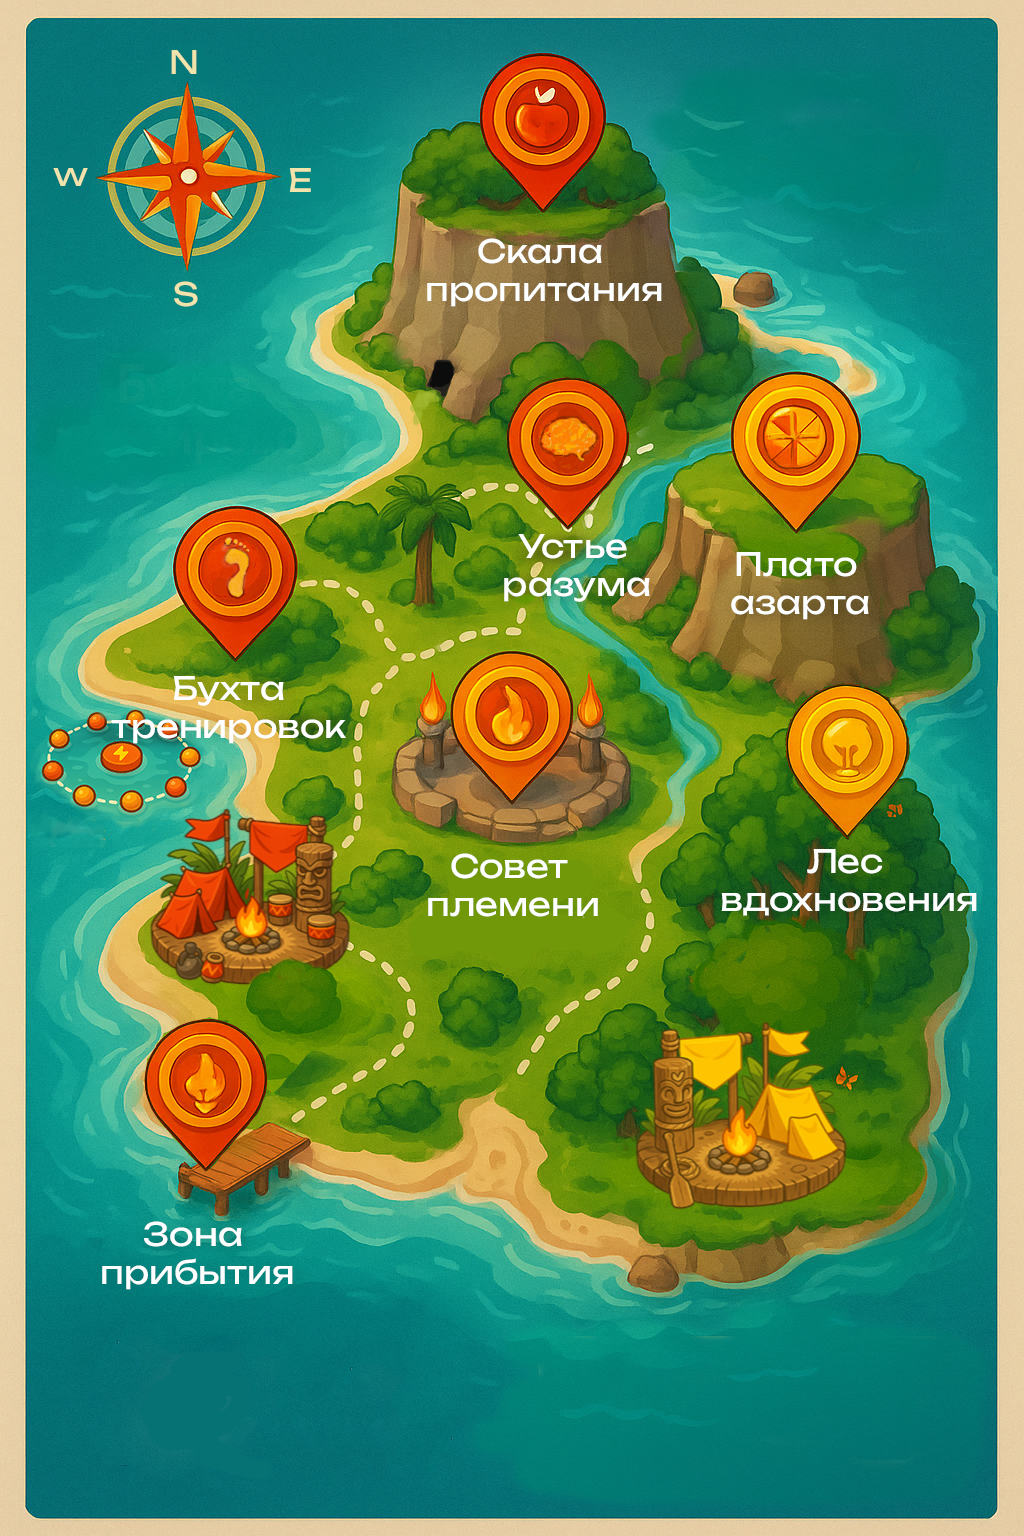 N
W
E
S
Скала
пропитания
Устье
разума
Плато
азарта
Бухта
тренировок
Совет
племени
Лес
вдохновения
Зона
прибытия